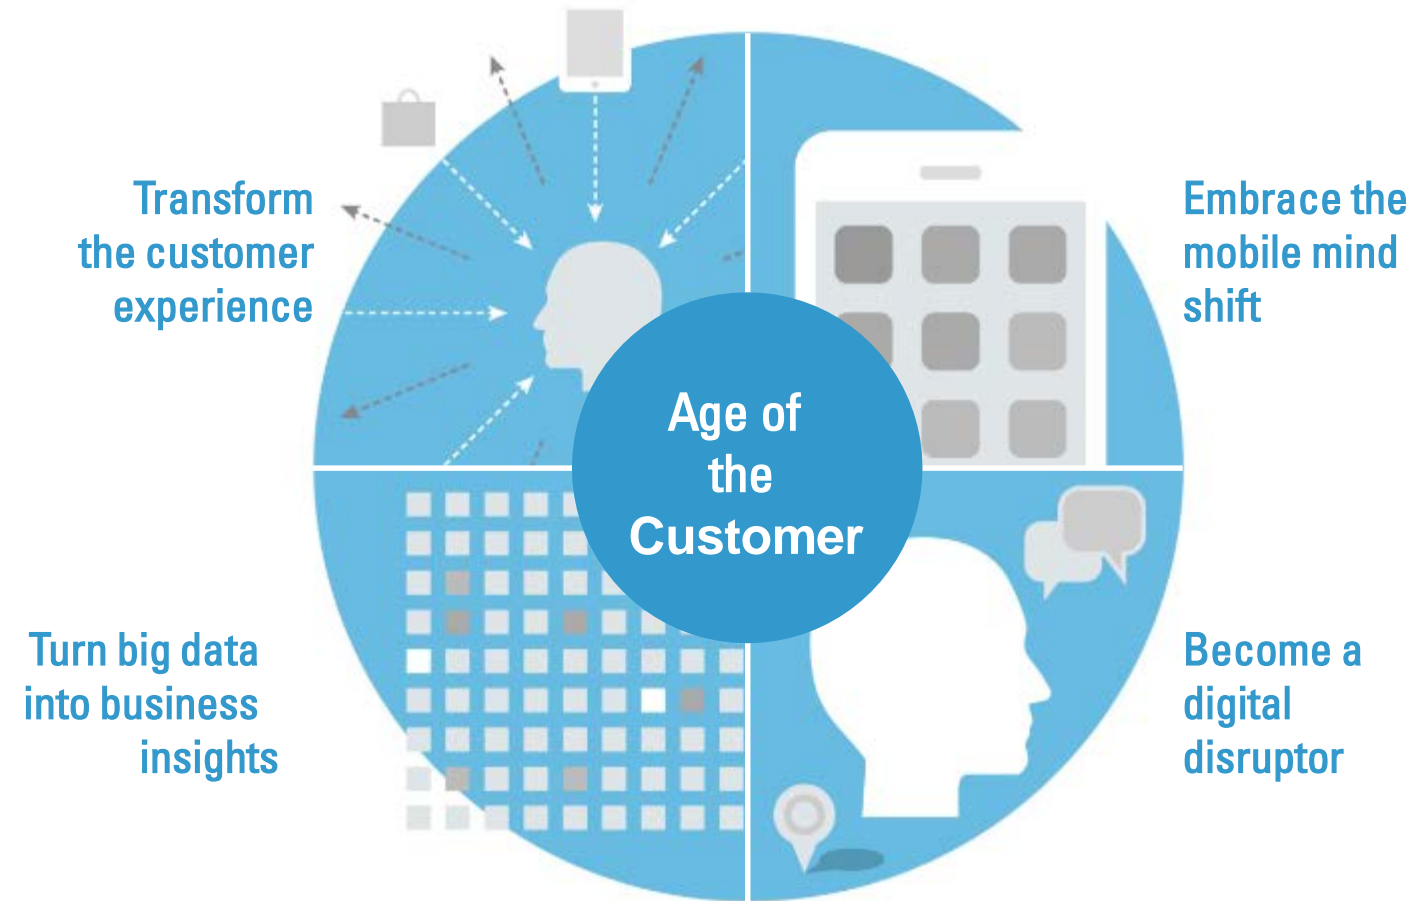 Transform
the customer
experience
Embrace the
mobile mind
shift
Age of
the
Customer
Turn big data
into business
insights
Become a
digital
disruptor